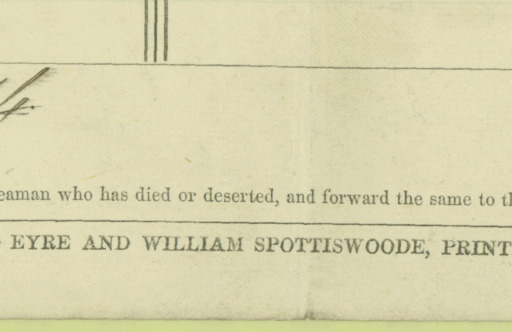 eaman who has died or deserted, and forward the same to th
EYRE AND WILLIAM SPOTTISWOODE, PRINT